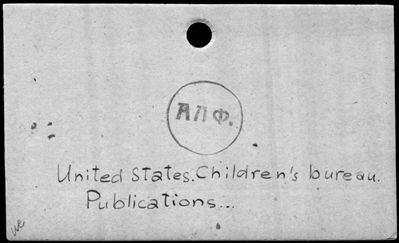 АЛФ.
United States. Children's bureau.
Publications...